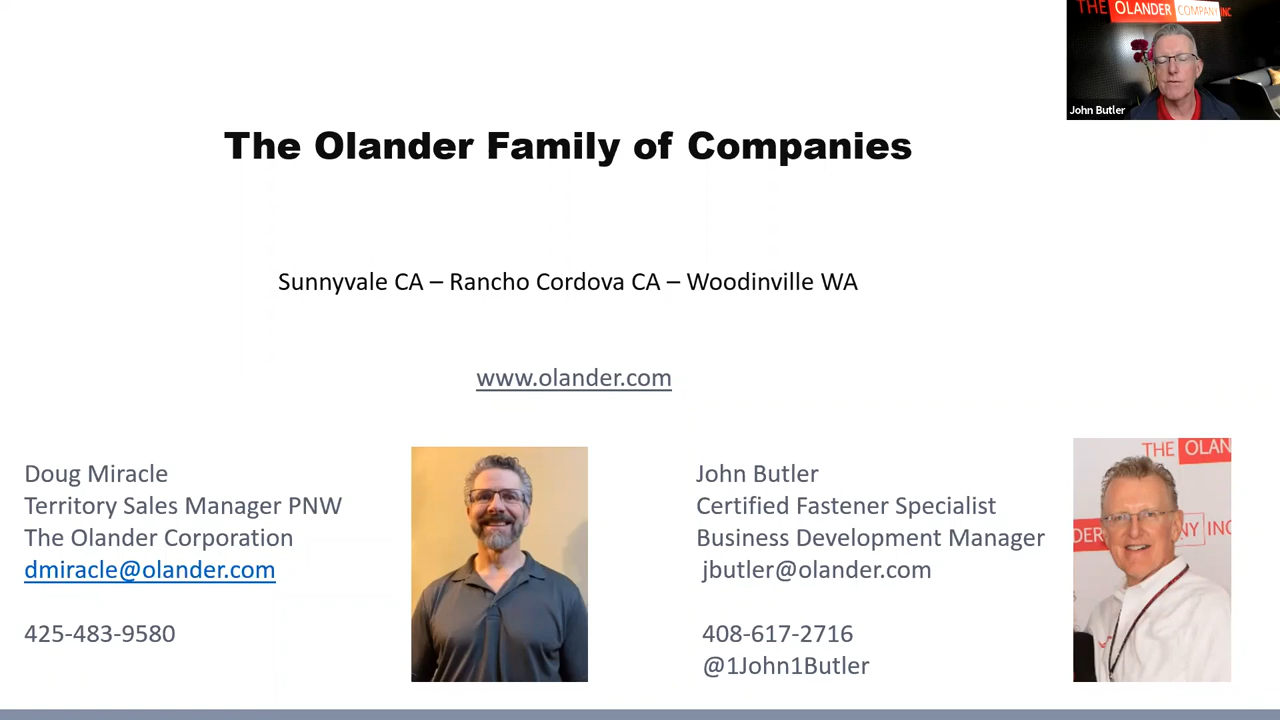 THE OLANDER COMPANY INC
John Butler
The Olander Family of Companies
Sunnyvale CA – Rancho Cordova CA – Woodinville WA
www.olander.com
Doug Miracle
Territory Sales Manager PNW
The Olander Corporation
dmiracle@olander.com
425-483-9580
John Butler
Certified Fastener Specialist
Business Development Manager
jbutler@olander.com
408-617-2716
@1John1Butler
THE OLAN
DER
NY INC